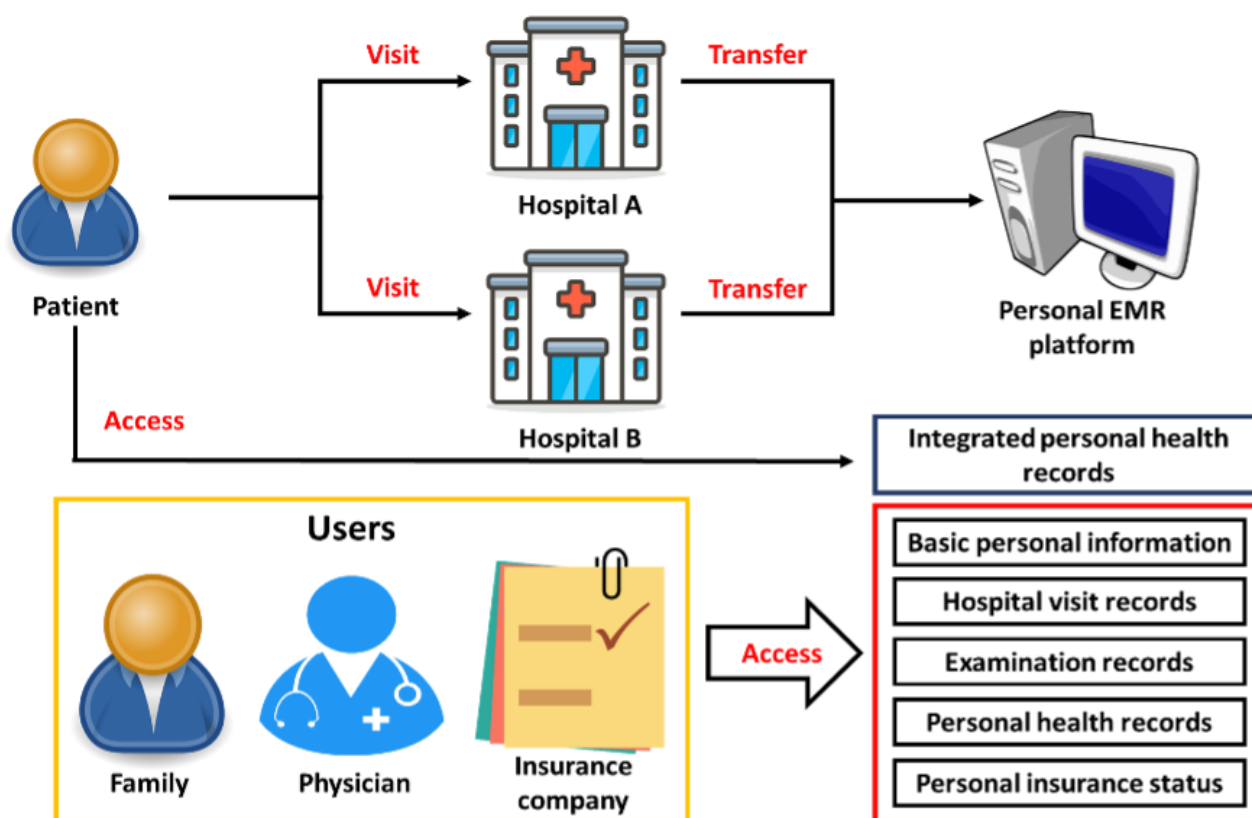 Visit
Transfer
Hospital A
Patient
Visit
Transfer
Personal EMR
platform
Access
Hospital B
Integrated personal health
records
Users
Family
Physician
Insurance
company
Access
Basic personal information
Hospital visit records
Examination records
Personal health records
Personal insurance status